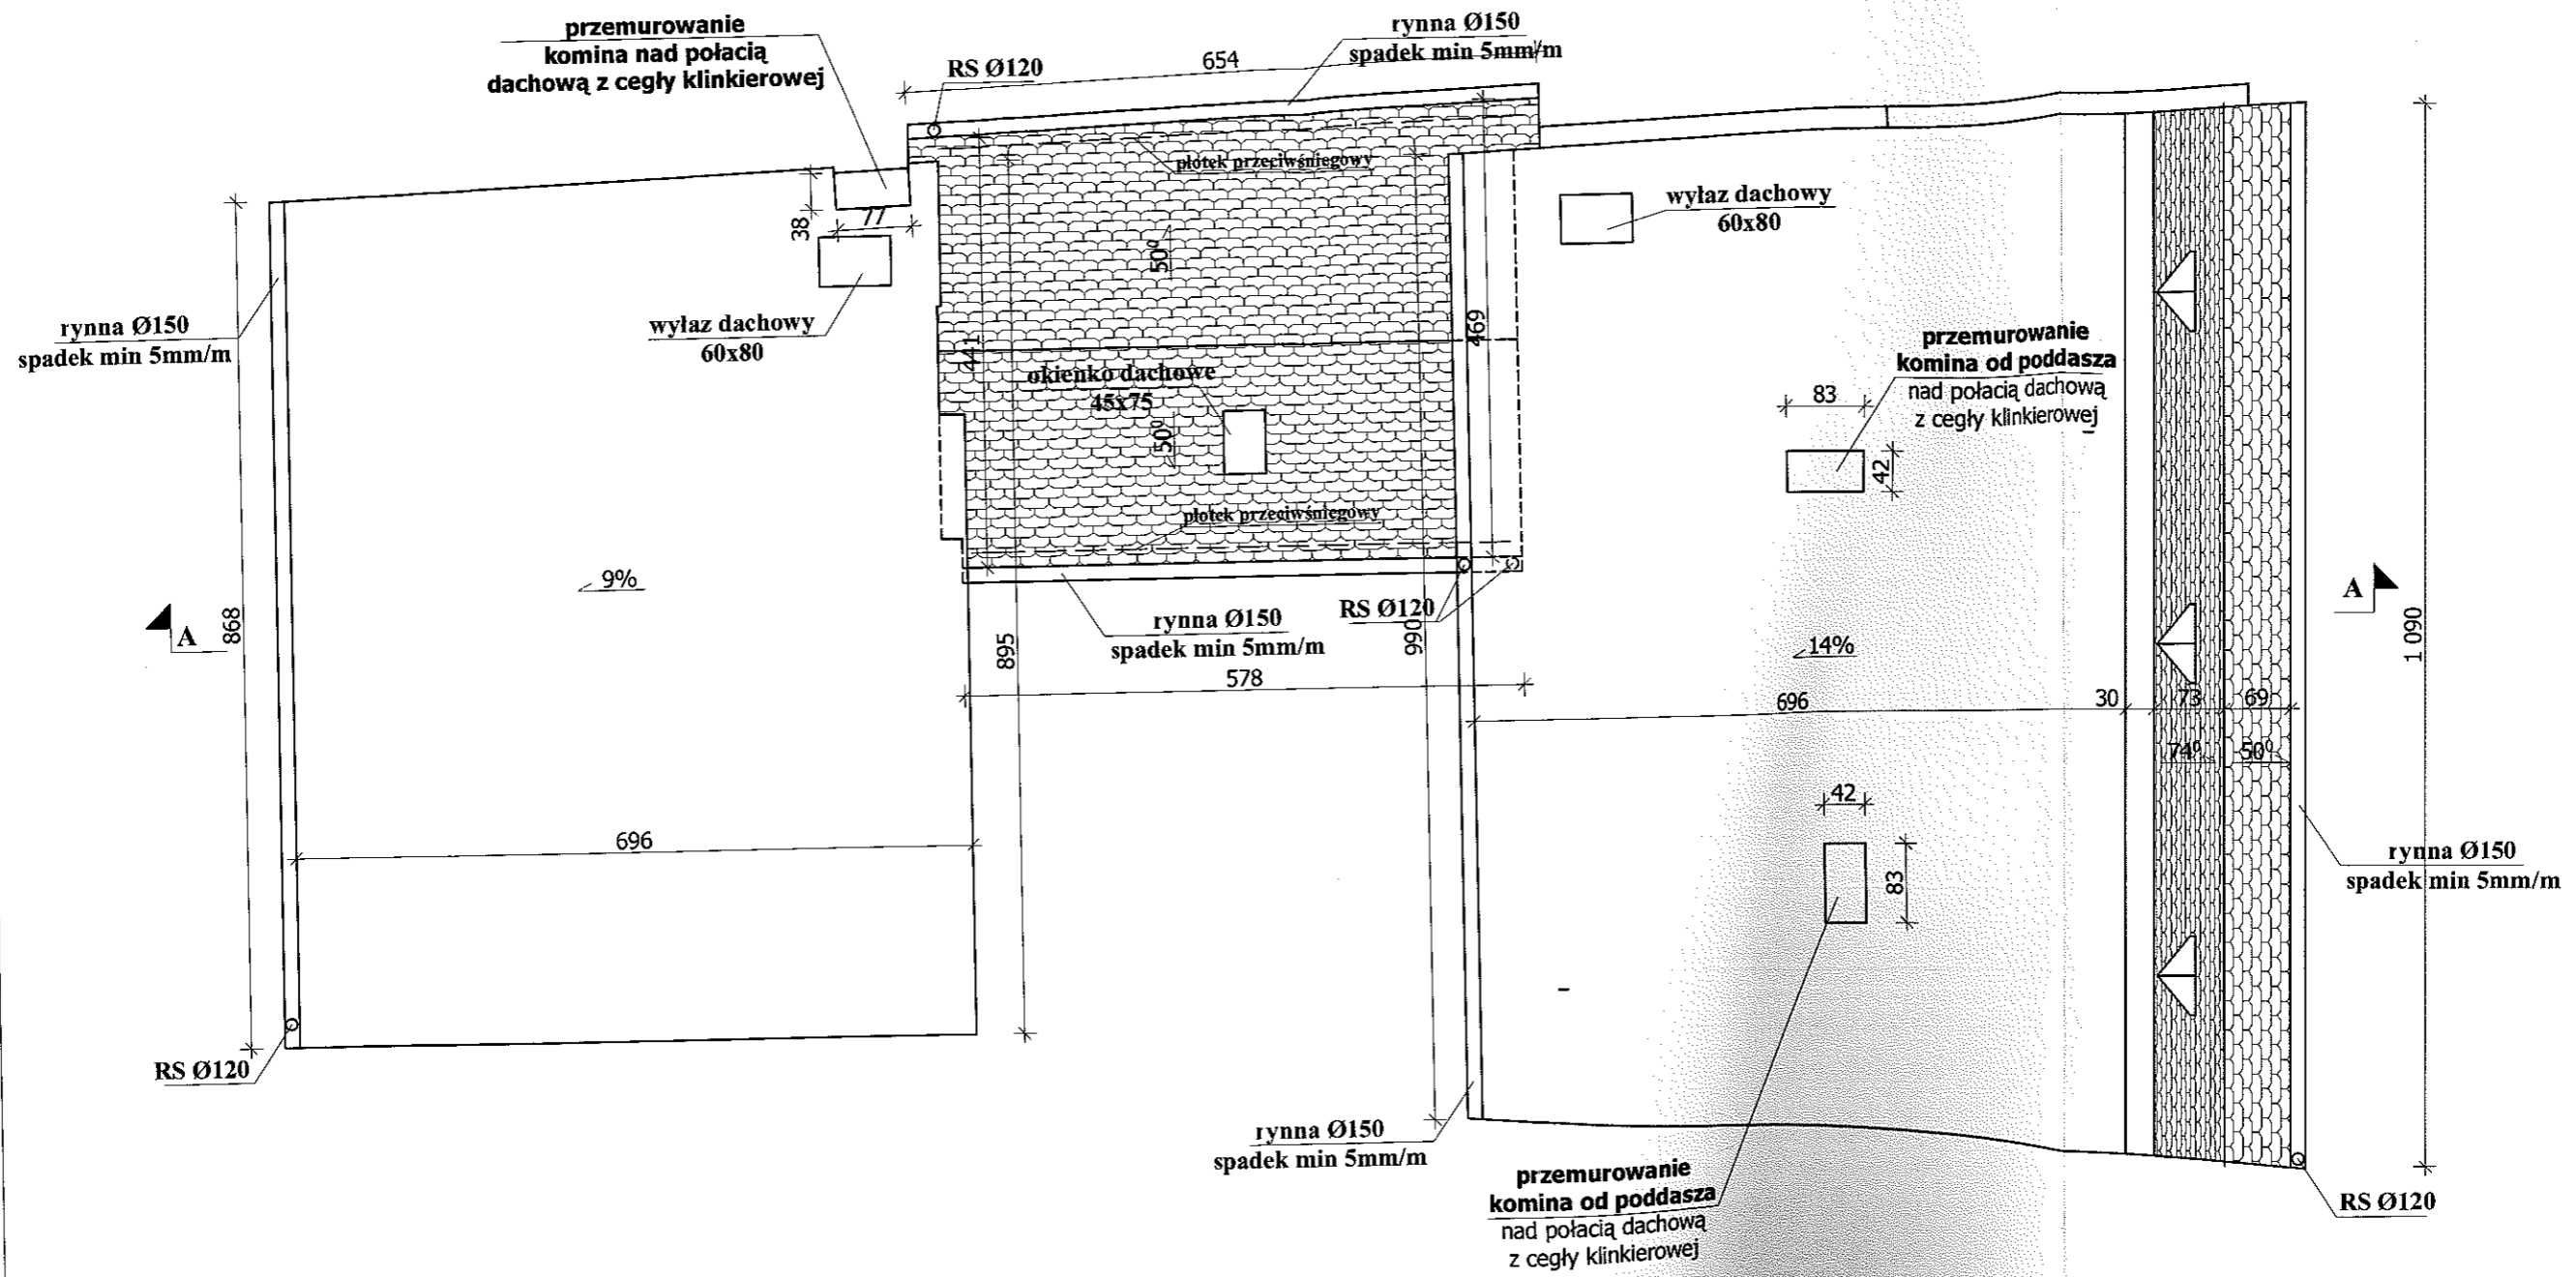 przemurowanie
komina nad połacią
dachową z cegły klinkierowej
RS Ø120
654
rynna Ø150
spadek min 5mm/m
płotek przeciwśniegowy
38
77
wyłaz dachowy
60x80
wyłaz dachowy
60x80
50⁰
rynna Ø150
spadek min 5mm/m
441
469
okienko dachowe
45x75
50⁰
przemurowanie
komina od poddasza
nad połacią dachową
z cegły klinkierowej
83
42
płotek przeciwśniegowy
9%
A
868
895
rynna Ø150
spadek min 5mm/m
RS Ø120
990
578
14%
A
1 090
696
30
73
69
74⁰
50⁰
696
42
83
rynna Ø150
spadek min 5mm/m
RS Ø120
rynna Ø150
spadek min 5mm/m
przemurowanie
komina od poddasza
nad połacią dachową
z cegły klinkierowej
RS Ø120